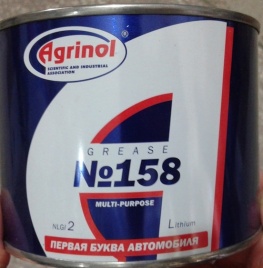 Agrinol
SCIENTIFIC AND INDUSTRIAL
ASSOCIATION
GREASE
№158
MULTI-PURPOSE
NLGI 2
Lithium
ПЕРВАЯ БУКВА АВТОМОБИЛЯ